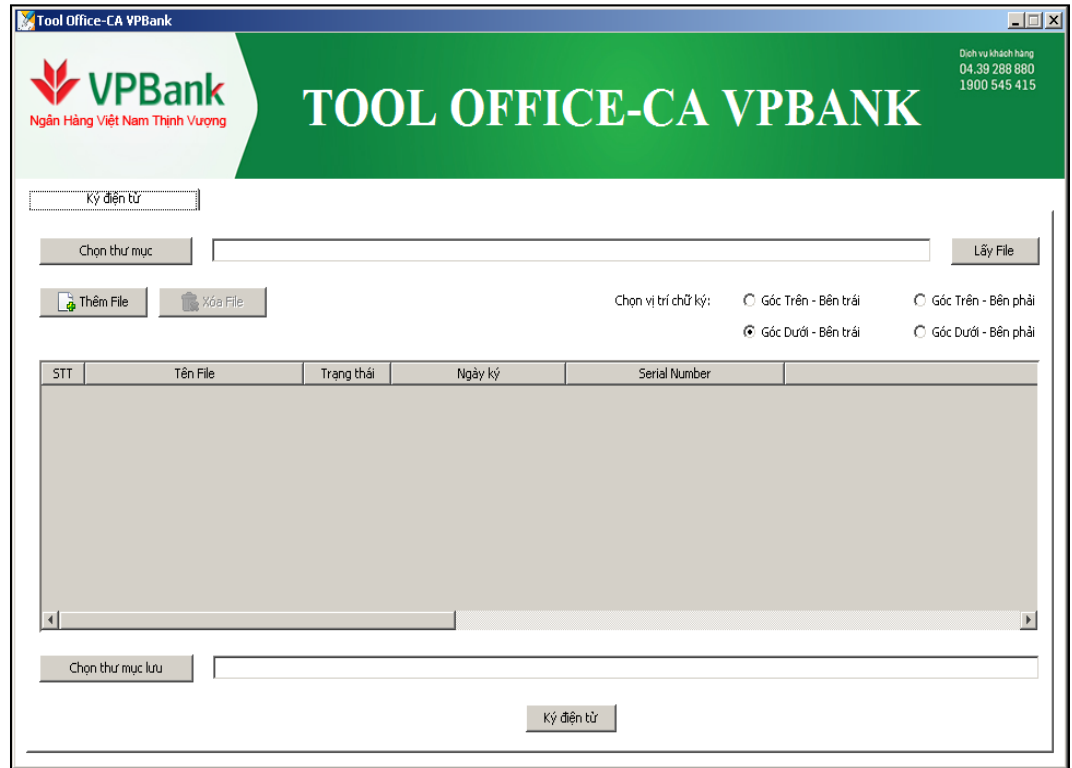 Tool Office-CA VPBank
VPBank
Ngân Hàng Việt Nam Thịnh Vượng
TOOL OFFICE-CA VPBANK
Dịch vụ khách hàng
04.39 288 880
1900 545 415
Ký điện tử
Chọn thư mục
Lấy File
Thêm File
Xóa File
Chọn vị trí chữ ký:
Góc Trên - Bên trái
Góc Trên - Bên phải
Góc Dưới - Bên trái
Góc Dưới - Bên phải
STT
Tên File
Trạng thái
Ngày ký
Serial Number
Chọn thư mục lưu
Ký điện tử